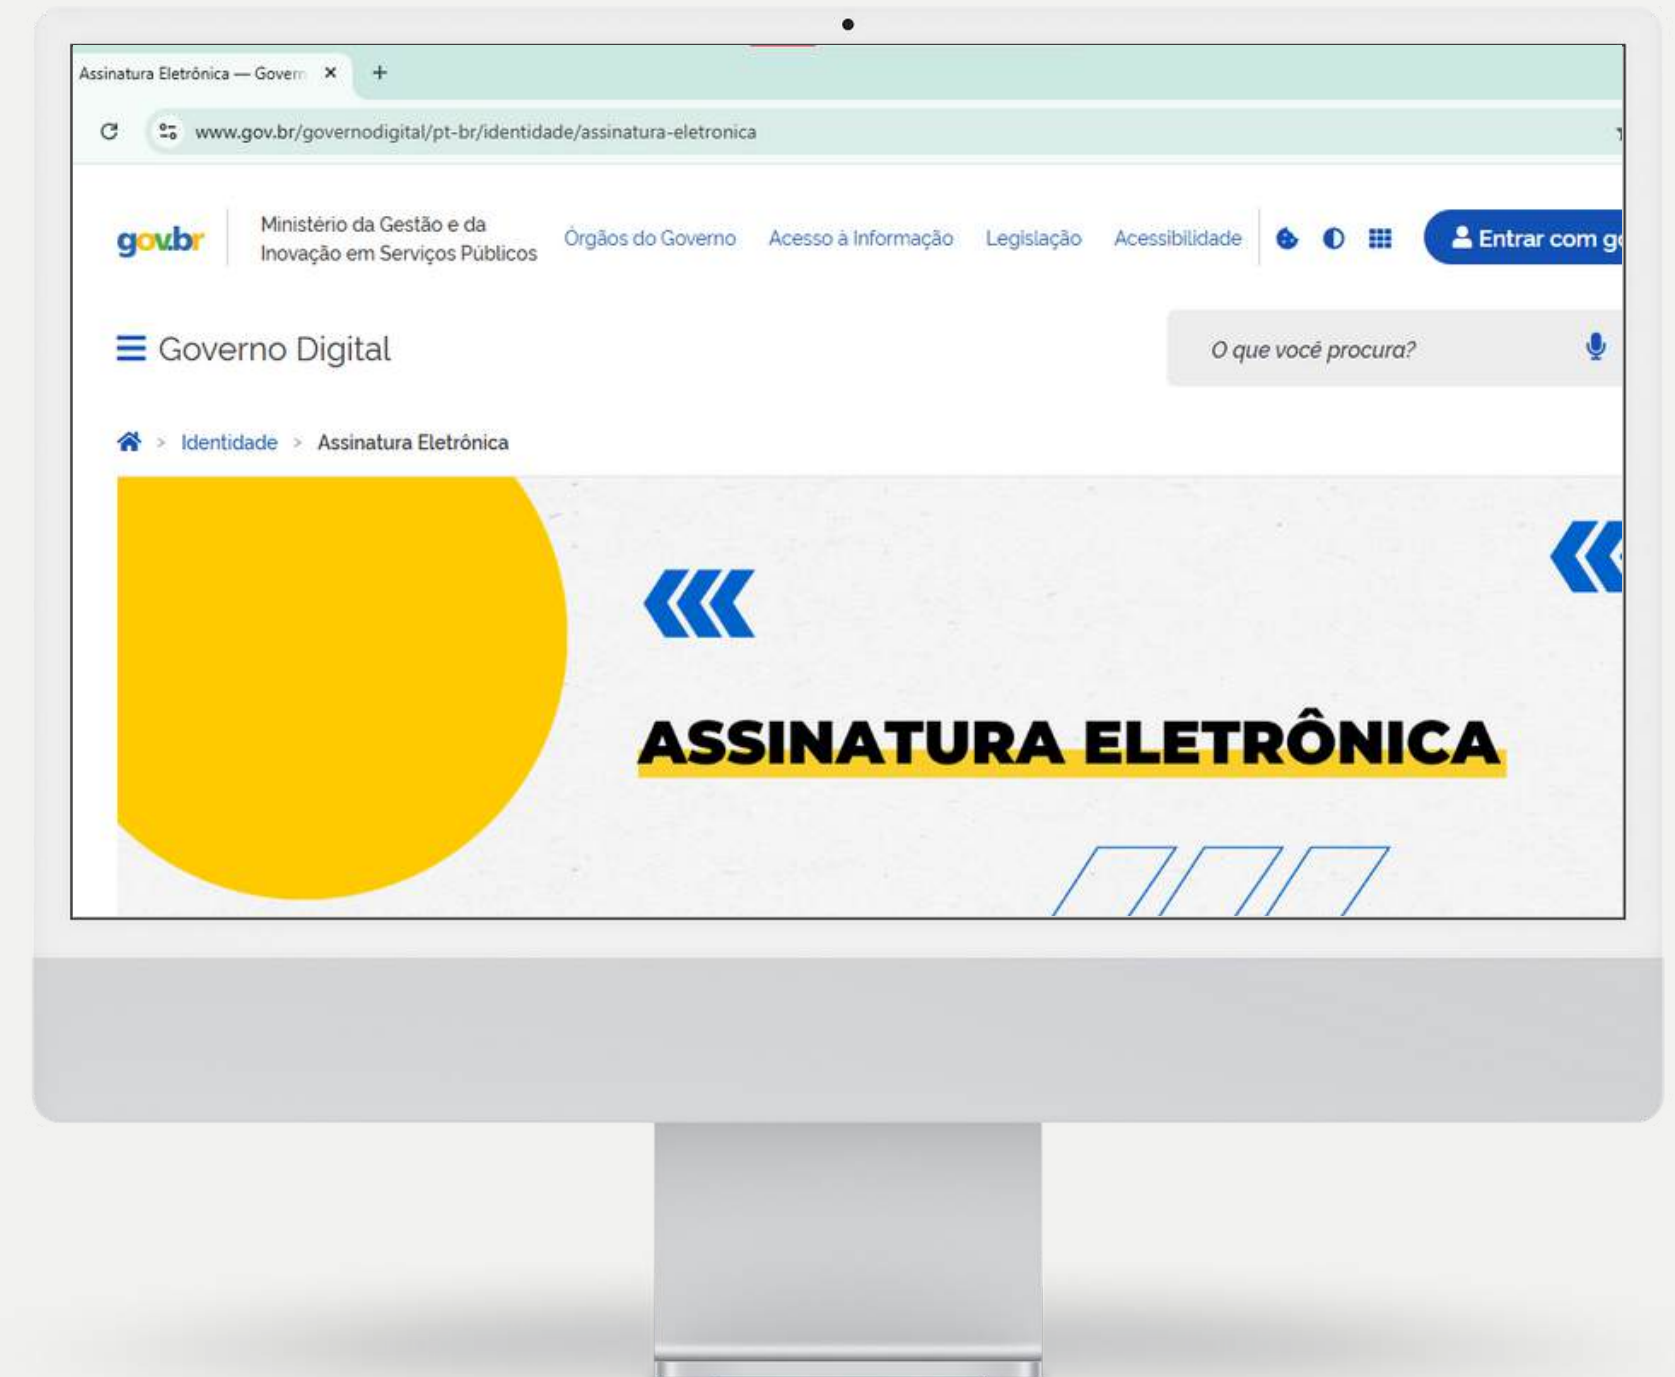 Assinatura Eletrônica — Govern
www.gov.br/governodigital/pt-br/identidade/assinatura-eletronica
gov.br
Ministério da Gestão e da
Inovação em Serviços Públicos
Órgãos do Governo
Acesso à Informação
Legislação
Acessibilidade
Entrar com go
Governo Digital
O que você procura?
Identidade > Assinatura Eletrônica
ASSINATURA ELETRÔNICA